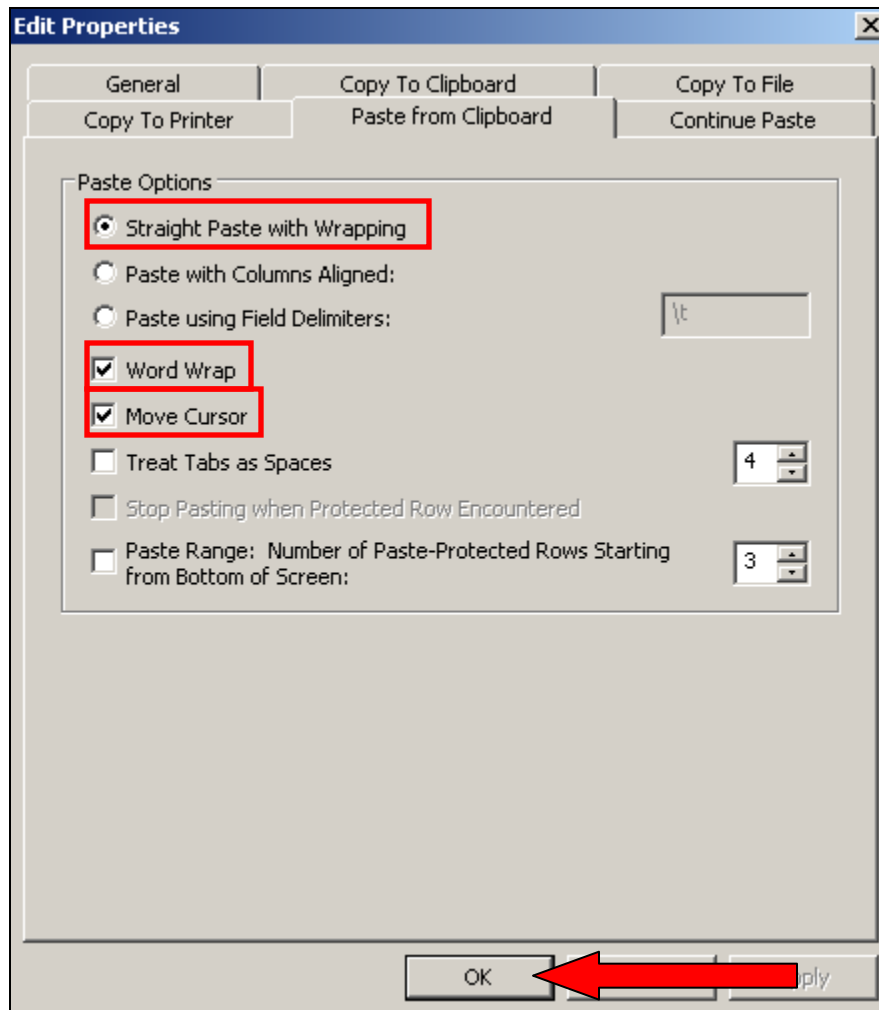 Edit Properties
General Copy To Clipboard Copy To File
Copy To Printer Paste from Clipboard Continue Paste
Paste Options
Straight Paste with Wrapping
Paste with Columns Aligned:
Paste using Field Delimiters: \t
Word Wrap
Move Cursor
Treat Tabs as Spaces 4
Stop Pasting when Protected Row Encountered
Paste Range: Number of Paste-Protected Rows Starting
from Bottom of Screen: 3
OK